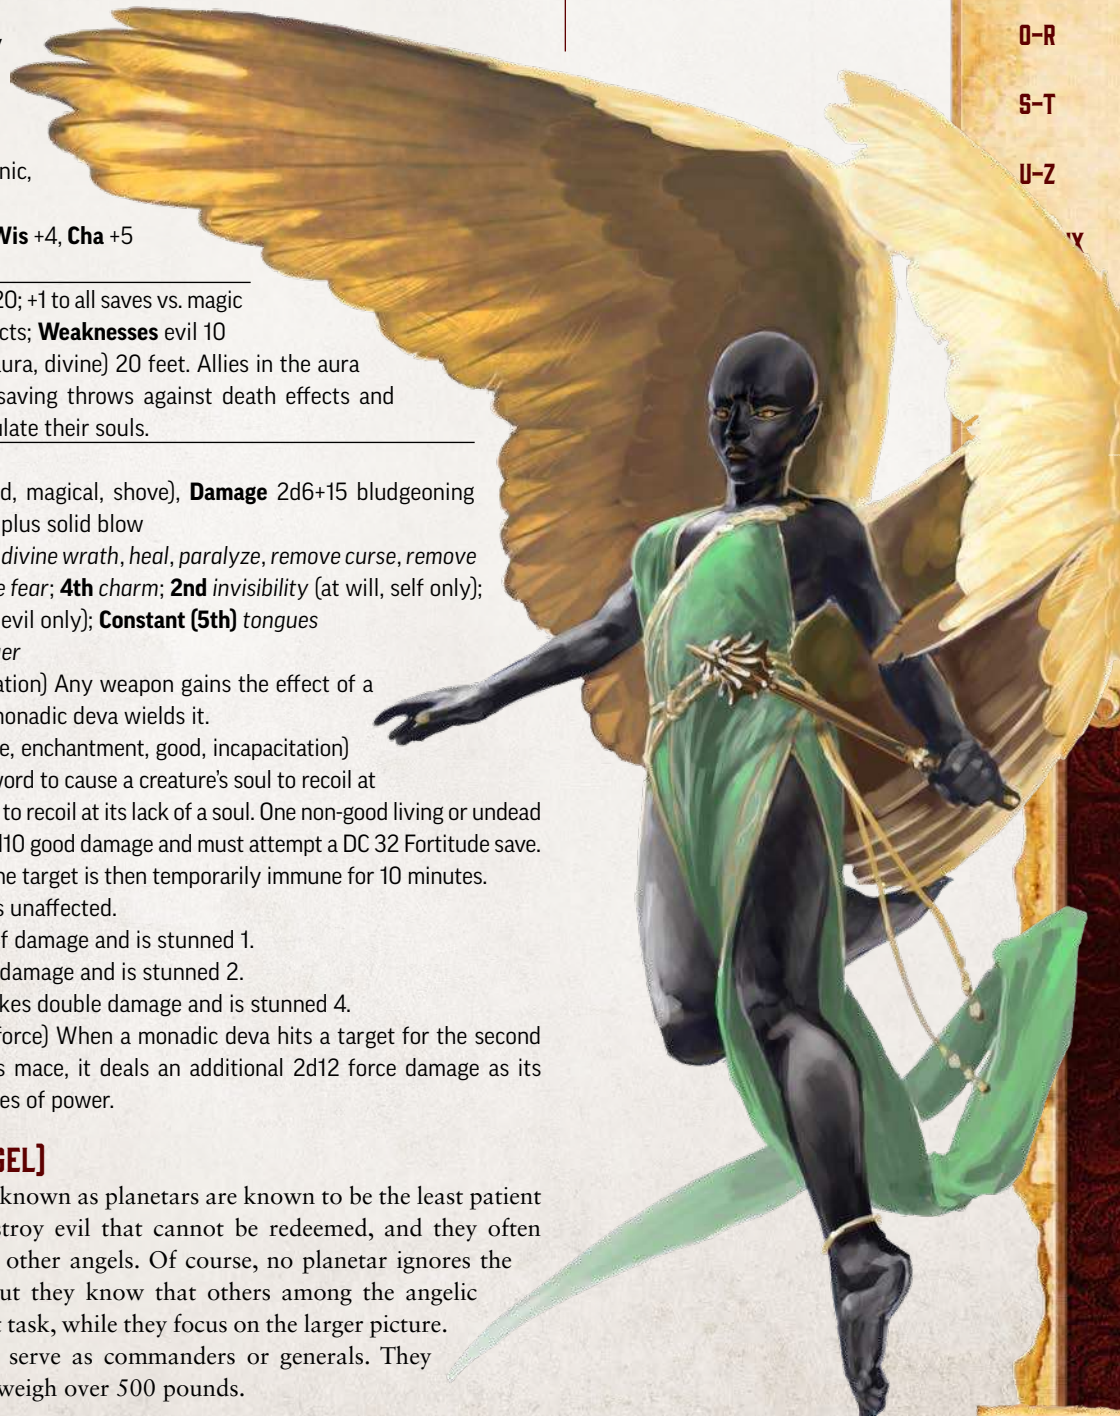 nic,
Wis +4, Cha +5
20; +1 to all saves vs. magic
cts; Weaknesses evil 10
ura, divine) 20 feet. Allies in the aura
saving throws against death effects and
ulate their souls.
d, magical, shove), Damage 2d6+15 bludgeoning
plus solid blow
divine wrath, heal, paralyze, remove curse, remove
e fear; 4th charm; 2nd invisibility (at will, self only);
evil only); Constant (5th) tongues
er
ation) Any weapon gains the effect of a
monadic deva wields it.
e, enchantment, good, incapacitation)
word to cause a creature's soul to recoil at
to recoil at its lack of a soul. One non-good living or undead
d10 good damage and must attempt a DC 32 Fortitude save.
he target is then temporarily immune for 10 minutes.
s unaffected.
f damage and is stunned 1.
damage and is stunned 2.
kes double damage and is stunned 4.
force) When a monadic deva hits a target for the second
s mace, it deals an additional 2d12 force damage as its
es of power.
GEL)
known as planetars are known to be the least patient
stroy evil that cannot be redeemed, and they often
other angels. Of course, no planetar ignores the
ut they know that others among the angelic
t task, while they focus on the larger picture.
serve as commanders or generals. They
weigh over 500 pounds.
O–R
S–T
U–Z
IX